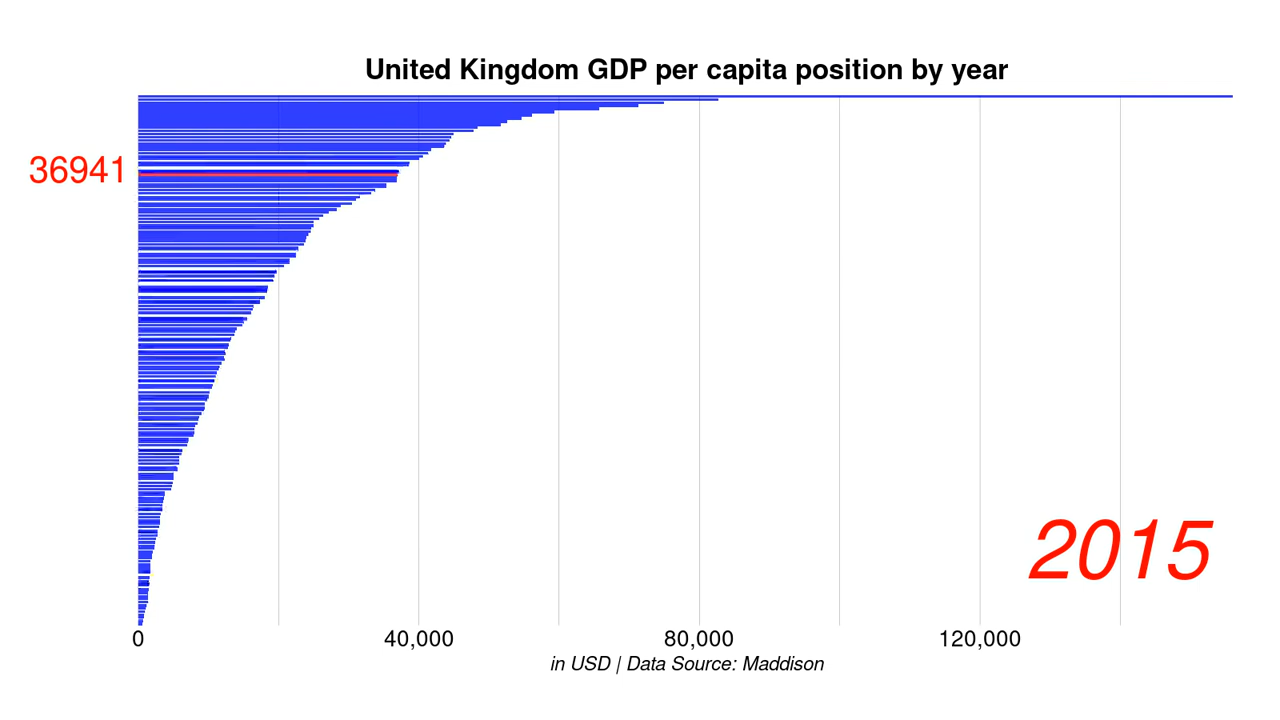 United Kingdom GDP per capita position by year
36941
2015
0 40,000 80,000 120,000
in USD | Data Source: Maddison